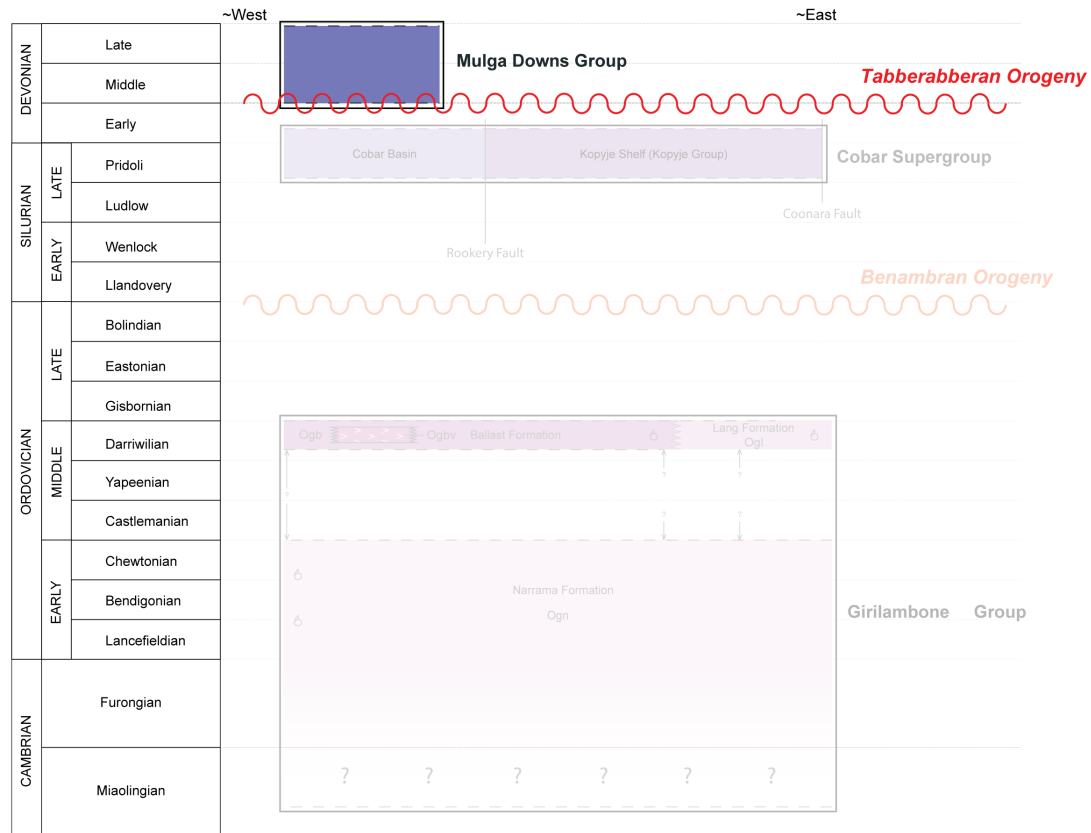 ~West
~East
DEVONIAN
Late
Middle
Early
Mulga Downs Group
Tabberabberan Orogeny
Cobar Basin
Kopyje Shelf (Kopyje Group)
Cobar Supergroup
SILURIAN
LATE
Pridoli
Ludlow
EARLY
Wenlock
Llandovery
Rookery Fault
Coonara Fault
Benambran Orogeny
ORDOVICIAN
LATE
Bolindian
Eastonian
Gisbornian
MIDDLE
Darriwilian
Yapeenian
Castlemanian
Ogb
Ogbv
Ballast Formation
Lang Formation
Ogl
? ? ?
? ?
EARLY
Chewtonian
Bendigonian
Lancefieldian
Narrama Formation
Ogn
Girilambone Group
CAMBRIAN
Furongian
Miaolingian
? ? ? ? ? ?